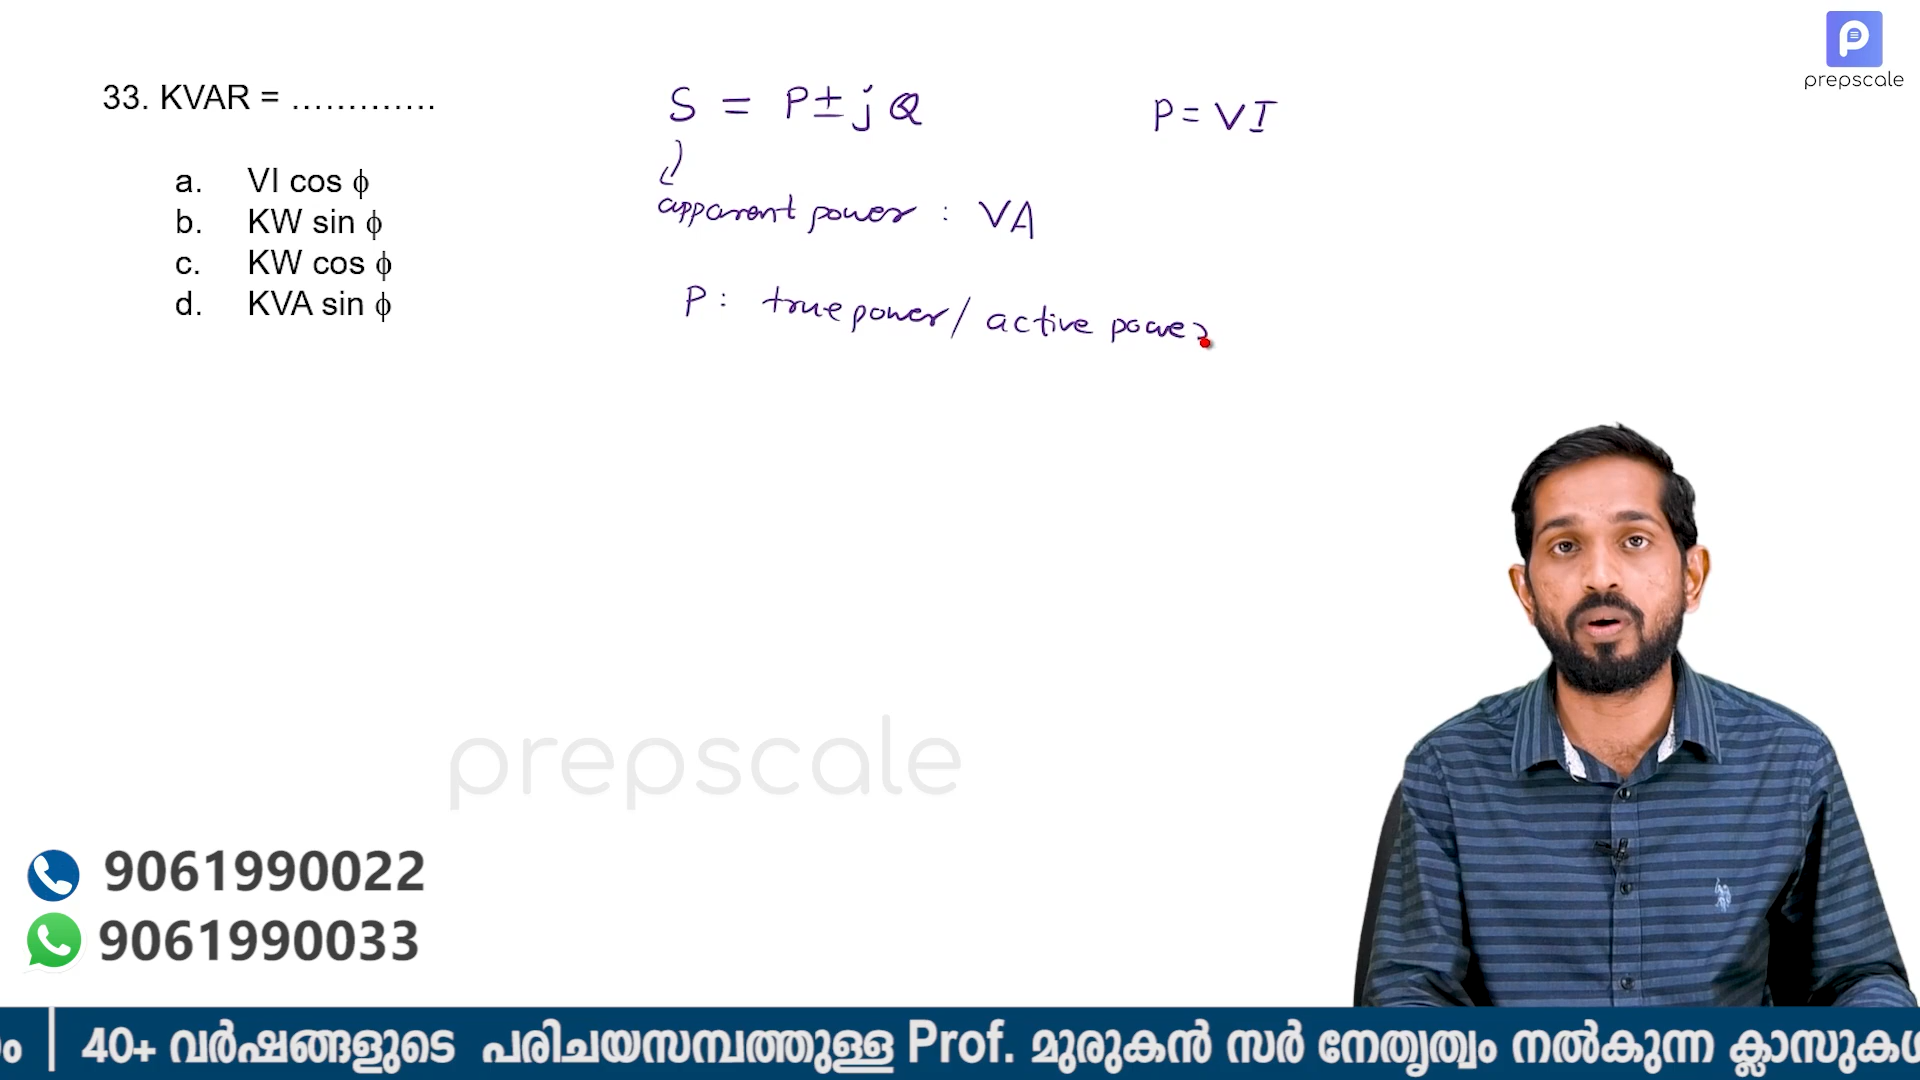 prepscale
33. KVAR = ………….
a. VI cos ϕ
b. KW sin ϕ
c. KW cos ϕ
d. KVA sin ϕ
S = P ± j Q
P = VI
apparent power : VA
P : true power / active power
prepscale
9061990022
9061990033
40+ വർഷങ്ങളുടെ പരിചയസമ്പത്തുള്ള Prof. മുരുകൻ സർ നേതൃത്വം നൽകുന്ന